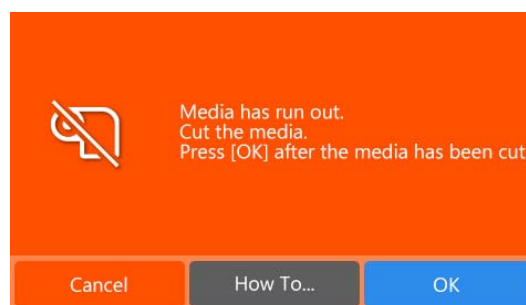 Media has run out.
Cut the media.
Press [OK] after the media has been cut
Cancel
How To...
OK